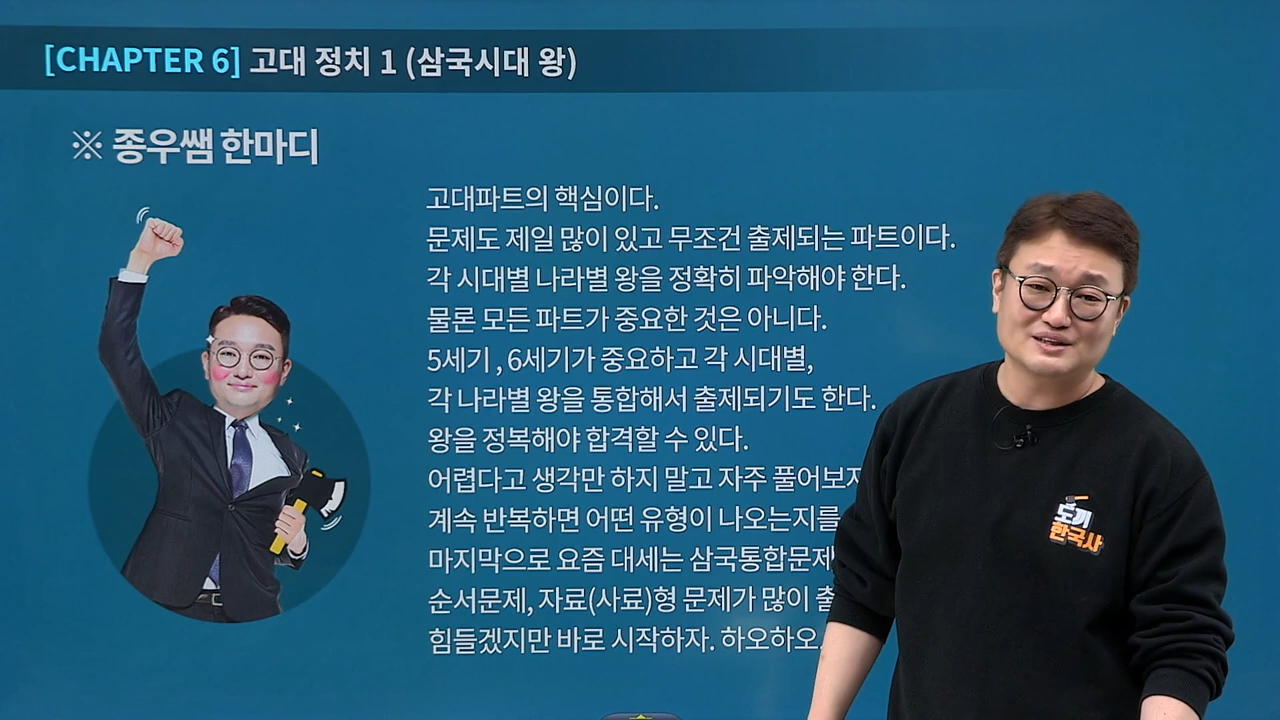 [CHAPTER 6] 고대 정치 1 (삼국시대 왕)
※ 종우쌤 한마디
고대파트의 핵심이다.
문제도 제일 많이 있고 무조건 출제되는 파트이다.
각 시대별 나라별 왕을 정확히 파악해야 한다.
물론 모든 파트가 중요한 것은 아니다.
5세기 , 6세기가 중요하고 각 시대별,
각 나라별 왕을 통합해서 출제되기도 한다.
왕을 정복해야 합격할 수 있다.
어렵다고 생각만 하지 말고 자주 풀어보자
계속 반복하면 어떤 유형이 나오는지를
마지막으로 요즘 대세는 삼국통합문제
순서문제, 자료(사료)형 문제가 많이 출
힘들겠지만 바로 시작하자. 하오하오.
도끼
한국사